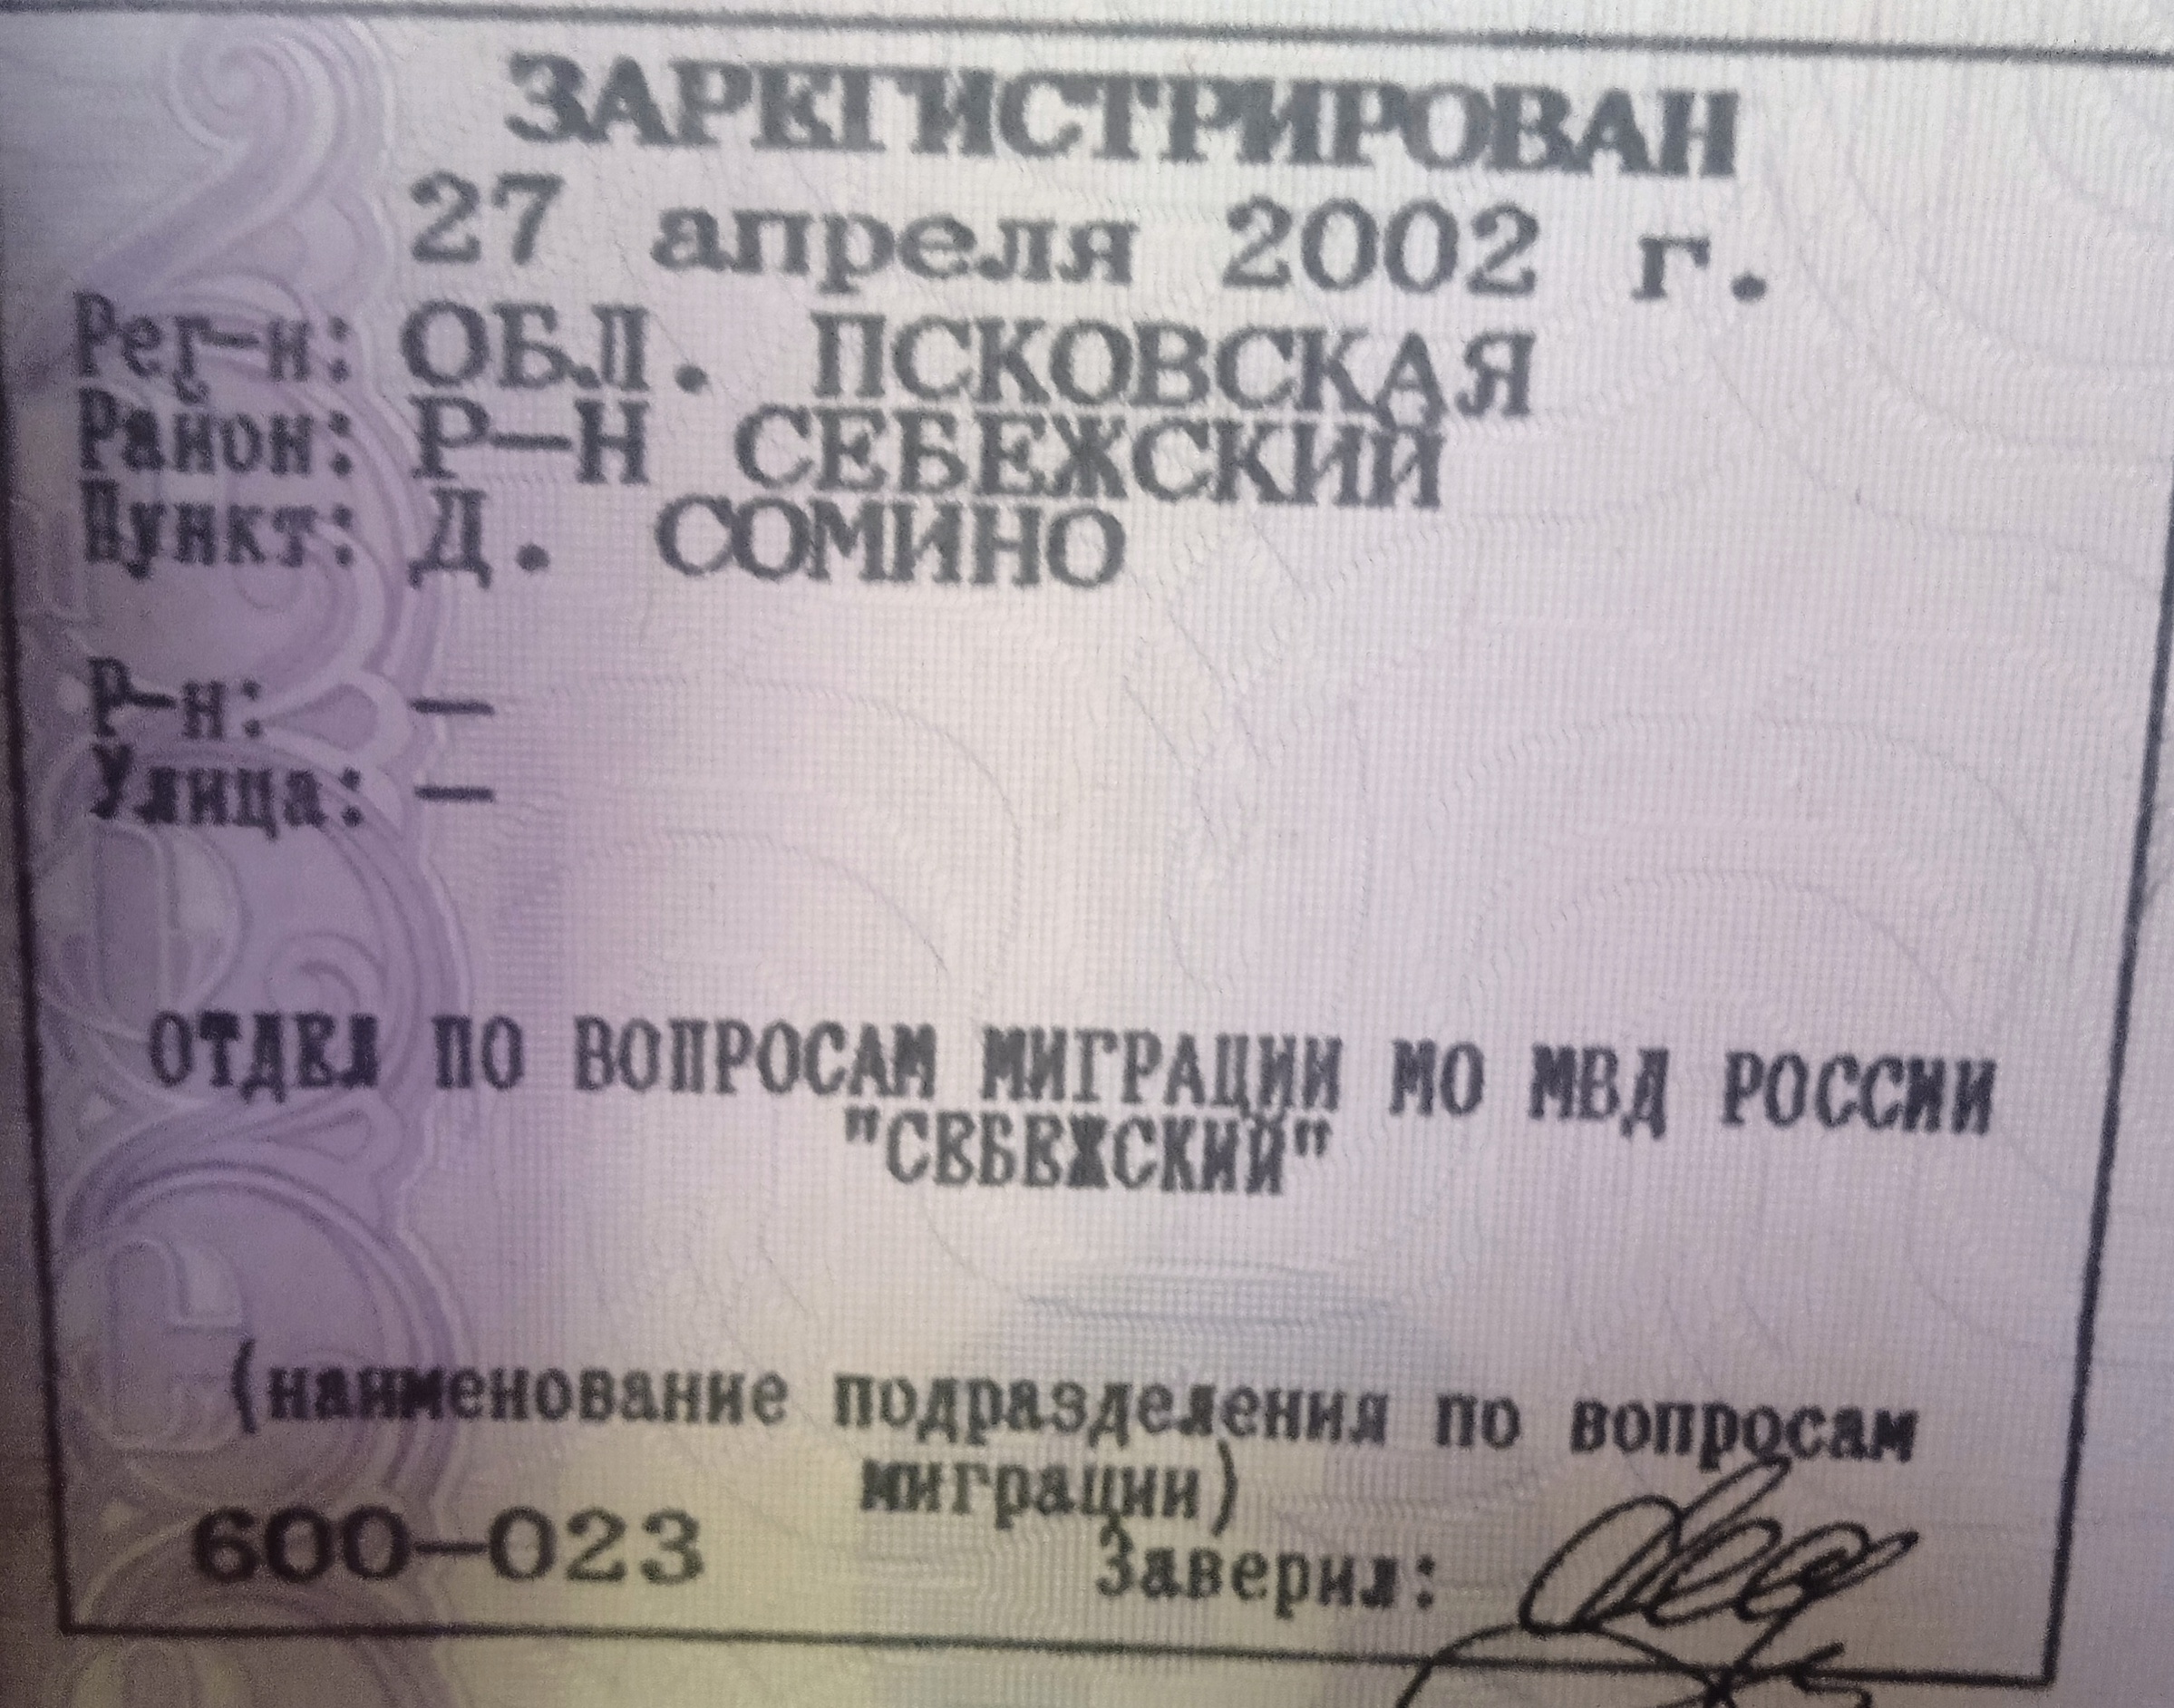 ЗАРЕГИСТРИРОВАН
27 апреля 2002 г.
Рег-н: ОБЛ. ПСКОВСКАЯ
Район: Р-Н СЕБЕЖСКИЙ
Пункт: Д. СОМИНО
Р-н: —
Улица: —
ОТДЕЛ ПО ВОПРОСАМ МИГРАЦИИ МО МВД РОССИИ
"СЕБЕЖСКИЙ"
(наименование подразделения по вопросам
миграции)
600-023
Заверил: